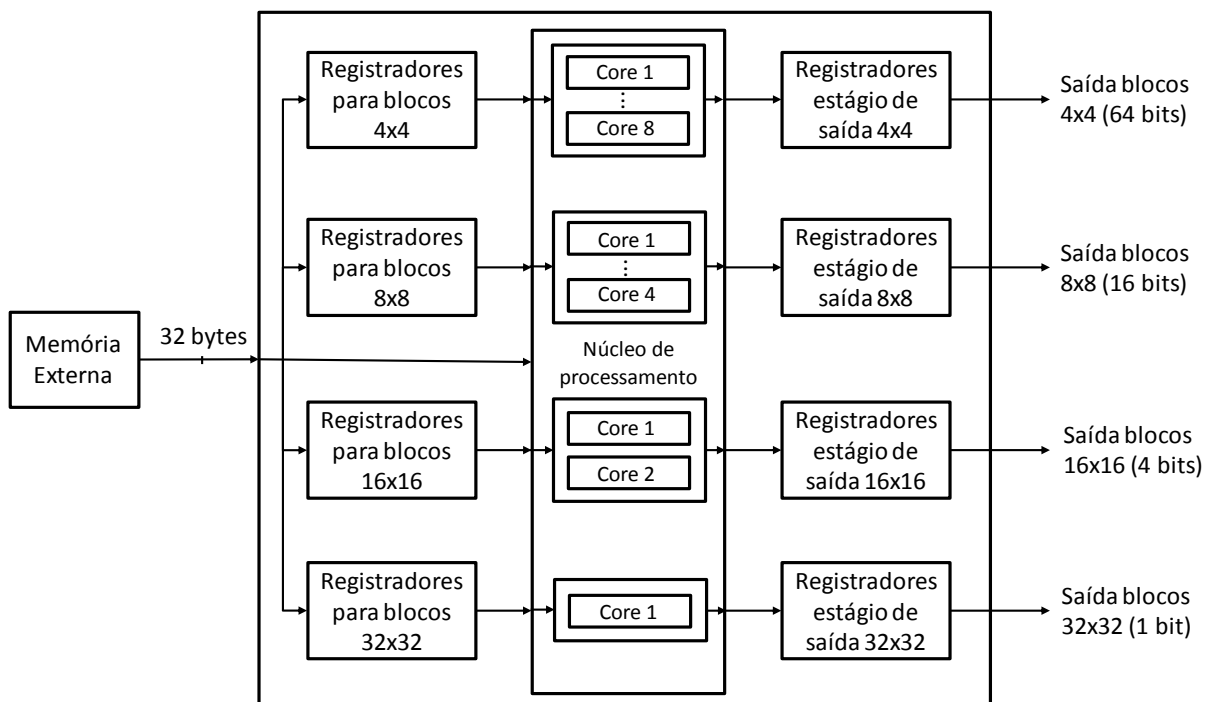 Registradores
para blocos
4x4
Core 1
⋮
Core 8
Registradores
estágio de
saída 4x4
Saída blocos
4x4 (64 bits)
Registradores
para blocos
8x8
Core 1
⋮
Core 4
Registradores
estágio de
saída 8x8
Saída blocos
8x8 (16 bits)
Memória
Externa
32 bytes
Núcleo de
processamento
Registradores
para blocos
16x16
Core 1
Core 2
Registradores
estágio de
saída 16x16
Saída blocos
16x16 (4 bits)
Registradores
para blocos
32x32
Core 1
Registradores
estágio de
saída 32x32
Saída blocos
32x32 (1 bit)